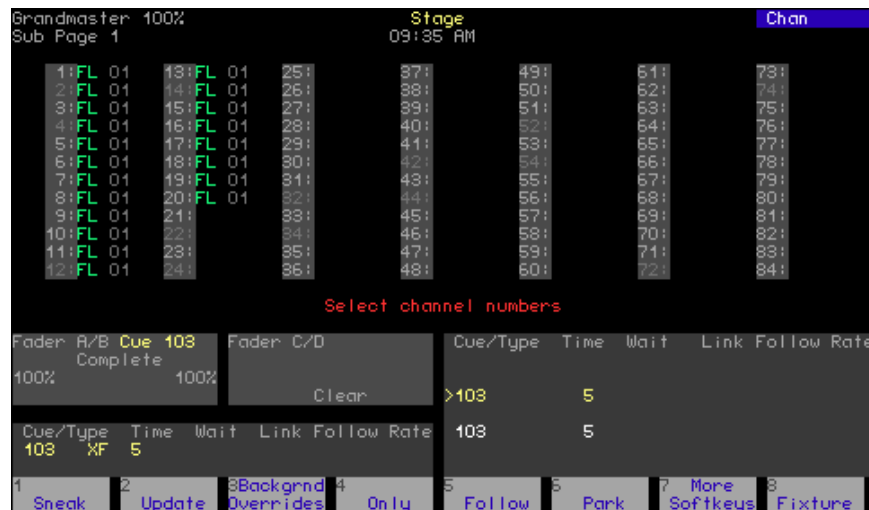 Grandmaster 100% Stage Chan
Sub Page 1 09:35 AM
1:FL 01 13:FL 01 25: 37: 49: 61: 73:
2:FL 01 14:FL 01 26: 38: 50: 62: 74:
3:FL 01 15:FL 01 27: 39: 51: 63: 75:
4:FL 01 16:FL 01 28: 40: 52: 64: 76:
5:FL 01 17:FL 01 29: 41: 53: 65: 77:
6:FL 01 18:FL 01 30: 42: 54: 66: 78:
7:FL 01 19:FL 01 31: 43: 55: 67: 79:
8:FL 01 20:FL 01 32: 44: 56: 68: 80:
9:FL 01 21: 33: 45: 57: 69: 81:
10:FL 01 22: 34: 46: 58: 70: 82:
11:FL 01 23: 35: 47: 59: 71: 83:
12:FL 01 24: 36: 48: 60: 72: 84:
Select channel numbers
Fader A/B Cue 103
Complete
100% 100%
Fader C/D
Clear
Cue/Type Time Wait Link Follow Rate
103 XF 5
Cue/Type Time Wait Link Follow Rate
>103 5
103 5
1 Sneak
2 Update
3 Backgrnd
Overrides
4 Only
5 Follow
6 Park
7 More
Softkeys
8 Fixture